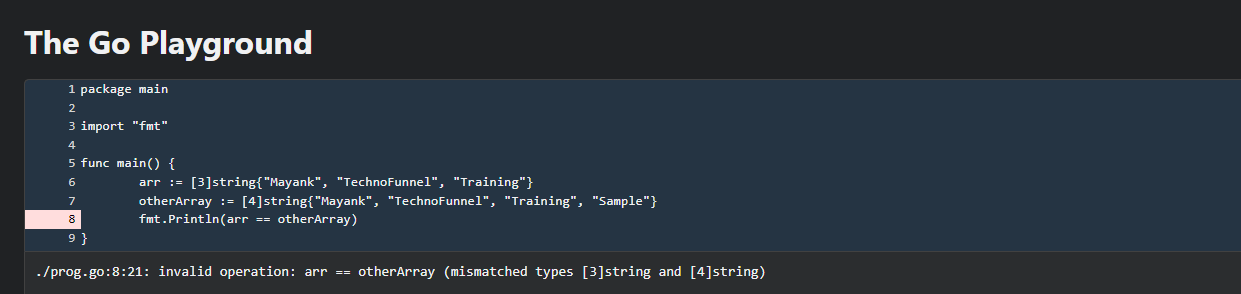 The Go Playground
1 package main
2
3 import "fmt"
4
5 func main() {
6 arr := [3]string{"Mayank", "TechnoFunnel", "Training"}
7 otherArray := [4]string{"Mayank", "TechnoFunnel", "Training", "Sample"}
8 fmt.Println(arr == otherArray)
9 }
./prog.go:8:21: invalid operation: arr == otherArray (mismatched types [3]string and [4]string)